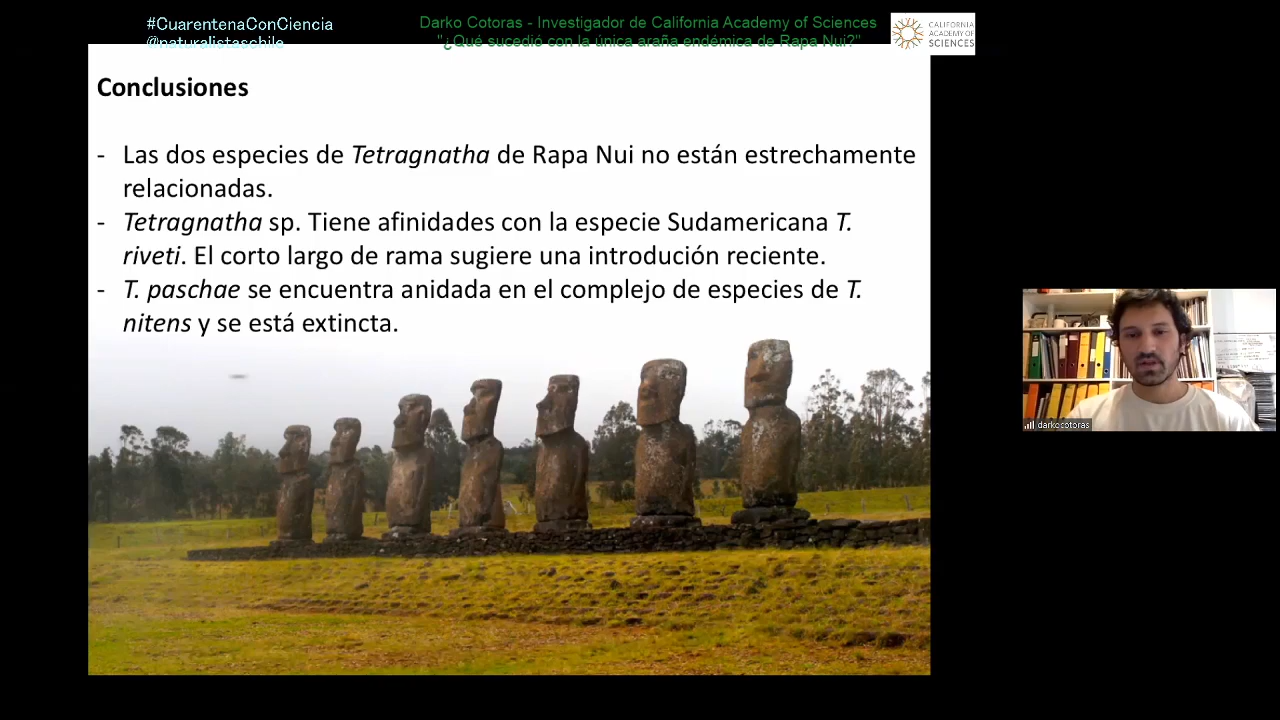 #CuarentenaConCiencia
@naturalistaschile
Darko Cotoras - Investigador de California Academy of Sciences
"¿Qué sucedió con la única araña endémica de Rapa Nui?"
CALIFORNIA
ACADEMY OF
SCIENCES
Conclusiones
- Las dos especies de Tetragnatha de Rapa Nui no están estrechamente
relacionadas.
- Tetragnatha sp. Tiene afinidades con la especie Sudamericana T.
riveti. El corto largo de rama sugiere una introdución reciente.
- T. paschae se encuentra anidada en el complejo de especies de T.
nitens y se está extincta.
darkocotoras